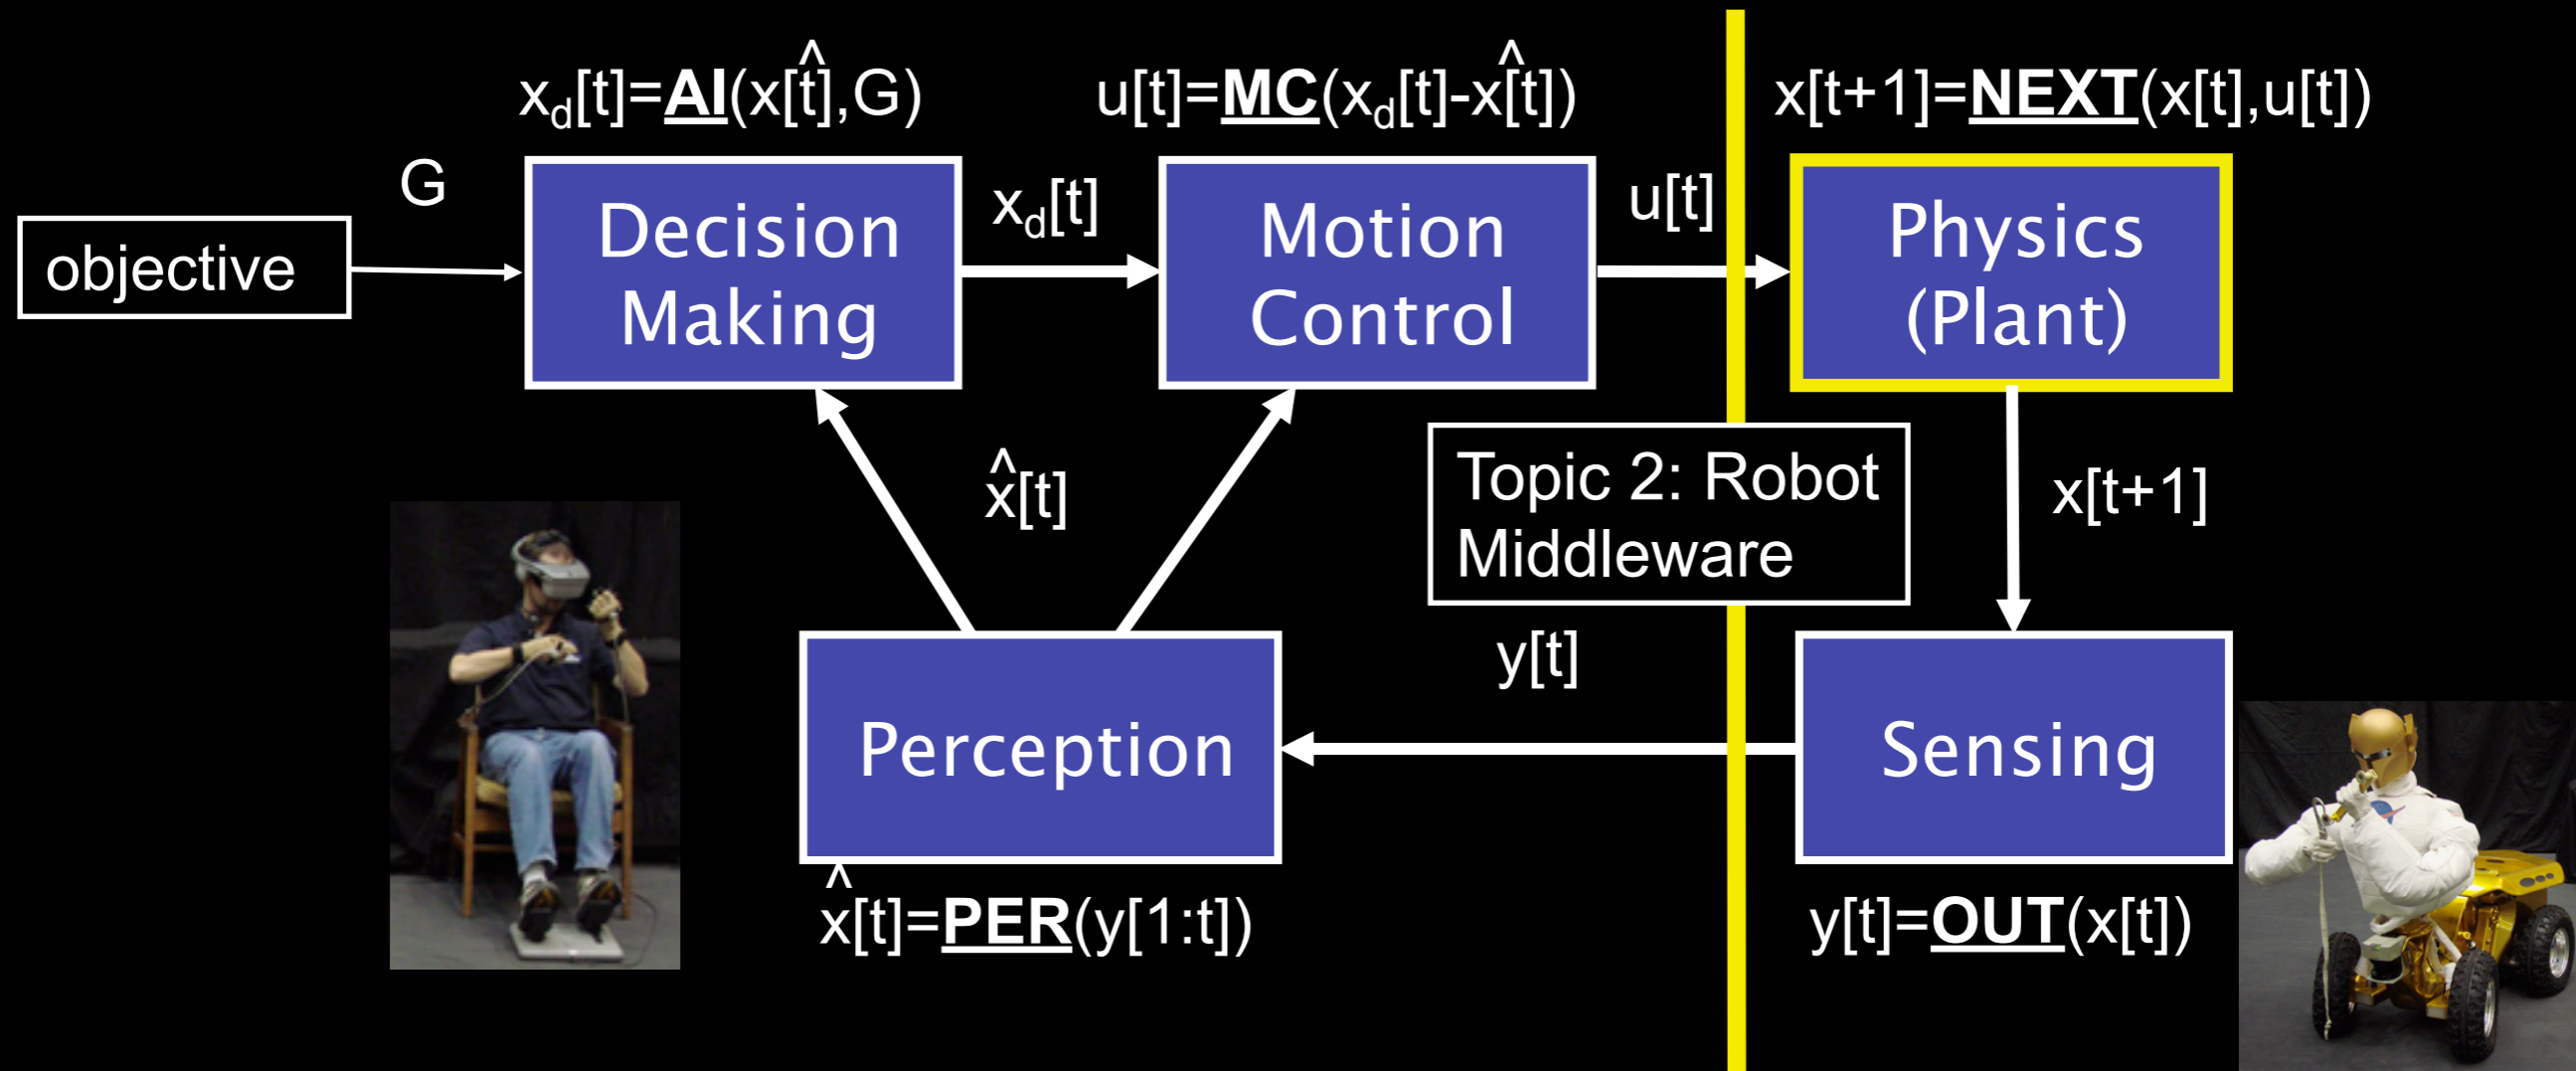 x̂_d[t]=AI(x[t̂],G)
u[t]=MC(x_d[t]-x̂[t])
x[t+1]=NEXT(x[t],u[t])
G
objective
Decision
Making
x_d[t]
Motion
Control
u[t]
Physics
(Plant)
x̂[t]
Topic 2: Robot
Middleware
x[t+1]
y[t]
Perception
Sensing
x̂[t]=PER(y[1:t])
y[t]=OUT(x[t])